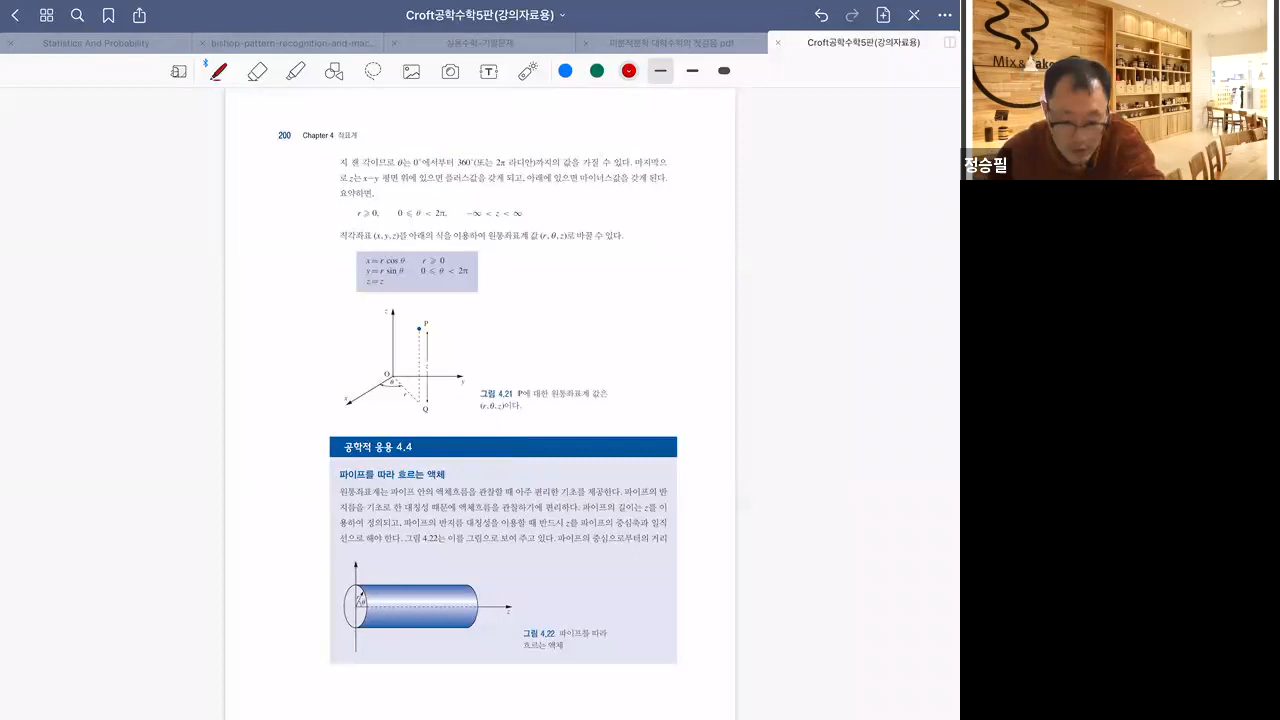 Croft공학수학5판(강의자료용)
Statistics And Probability
bishop-pattern-recognition-and-mac...
실용수학-기말문제
미분적분학 대학수학의 첫걸음.pdf
Croft공학수학5판(강의자료용)
Mix &
정승필
200 Chapter 4 좌표계
지 잰 각이므로 θ는 0°에서부터 360°(또는 2π 라디안)까지의 값을 가질 수 있다. 마지막으
로 z는 x−y 평면 위에 있으면 플러스값을 갖게 되고, 아래에 있으면 마이너스값을 갖게 된다.
요약하면,
r ⩾ 0, 0 ⩽ θ < 2π, −∞ < z < ∞
직각좌표 (x, y, z)를 아래의 식을 이용하여 원통좌표계 값 (r, θ, z)로 바꿀 수 있다.
x = r cos θ r ⩾ 0
y = r sin θ 0 ⩽ θ < 2π
z = z
z
P
z
O
θ
y
r
x
Q
그림 4.21 P에 대한 원통좌표계 값은
(r, θ, z)이다.
공학적 응용 4.4
파이프를 따라 흐르는 액체
원통좌표계는 파이프 안의 액체흐름을 관찰할 때 아주 편리한 기초를 제공한다. 파이프의 반
지름을 기초로 한 대칭성 때문에 액체흐름을 관찰하기에 편리하다. 파이프의 길이는 z를 이
용하여 정의되고, 파이프의 반지름 대칭성을 이용할 때 반드시 z를 파이프의 중심축과 일직
선으로 해야 한다. 그림 4.22는 이를 그림으로 보여 주고 있다. 파이프의 중심으로부터의 거리
r
θ
z
그림 4.22 파이프를 따라
흐르는 액체